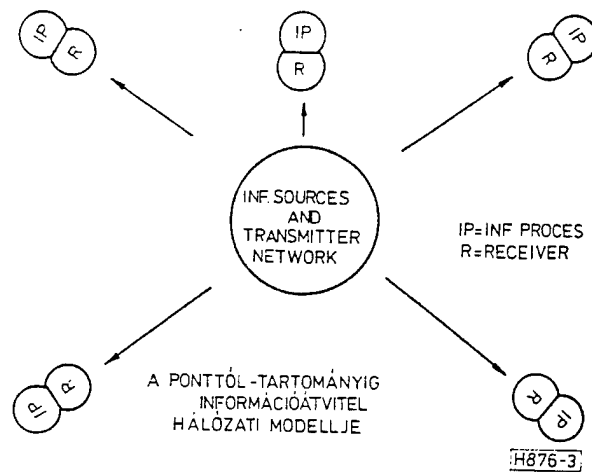 IP
R
IP
R
IP
R
INF. SOURCES
AND
TRANSMITTER
NETWORK
IP=INF PROCES
R=RECEIVER
IP
R
R
IP
A PONTTÓL-TARTOMÁNYIG
INFORMÁCIÓÁTVITEL
HÁLÓZATI MODELLJE
H876-3